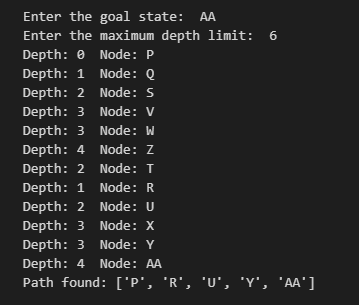 Enter the goal state:  AA
Enter the maximum depth limit:  6
Depth: 0  Node: P
Depth: 1  Node: Q
Depth: 2  Node: S
Depth: 3  Node: V
Depth: 3  Node: W
Depth: 4  Node: Z
Depth: 2  Node: T
Depth: 1  Node: R
Depth: 2  Node: U
Depth: 3  Node: X
Depth: 3  Node: Y
Depth: 4  Node: AA
Path found: ['P', 'R', 'U', 'Y', 'AA']